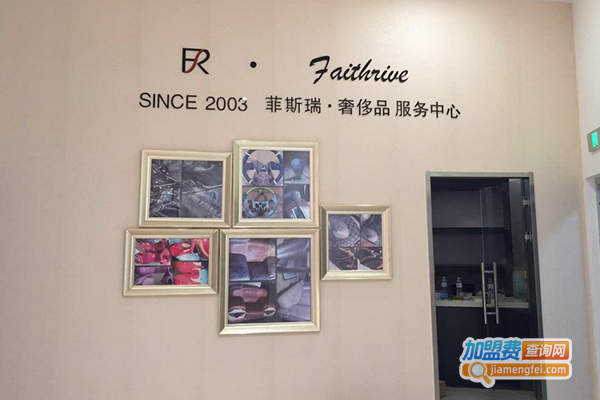 FSR · Faithrive
SINCE 2003 菲斯瑞·奢侈品 服务中心
加盟费查询网
jiamengfei.com